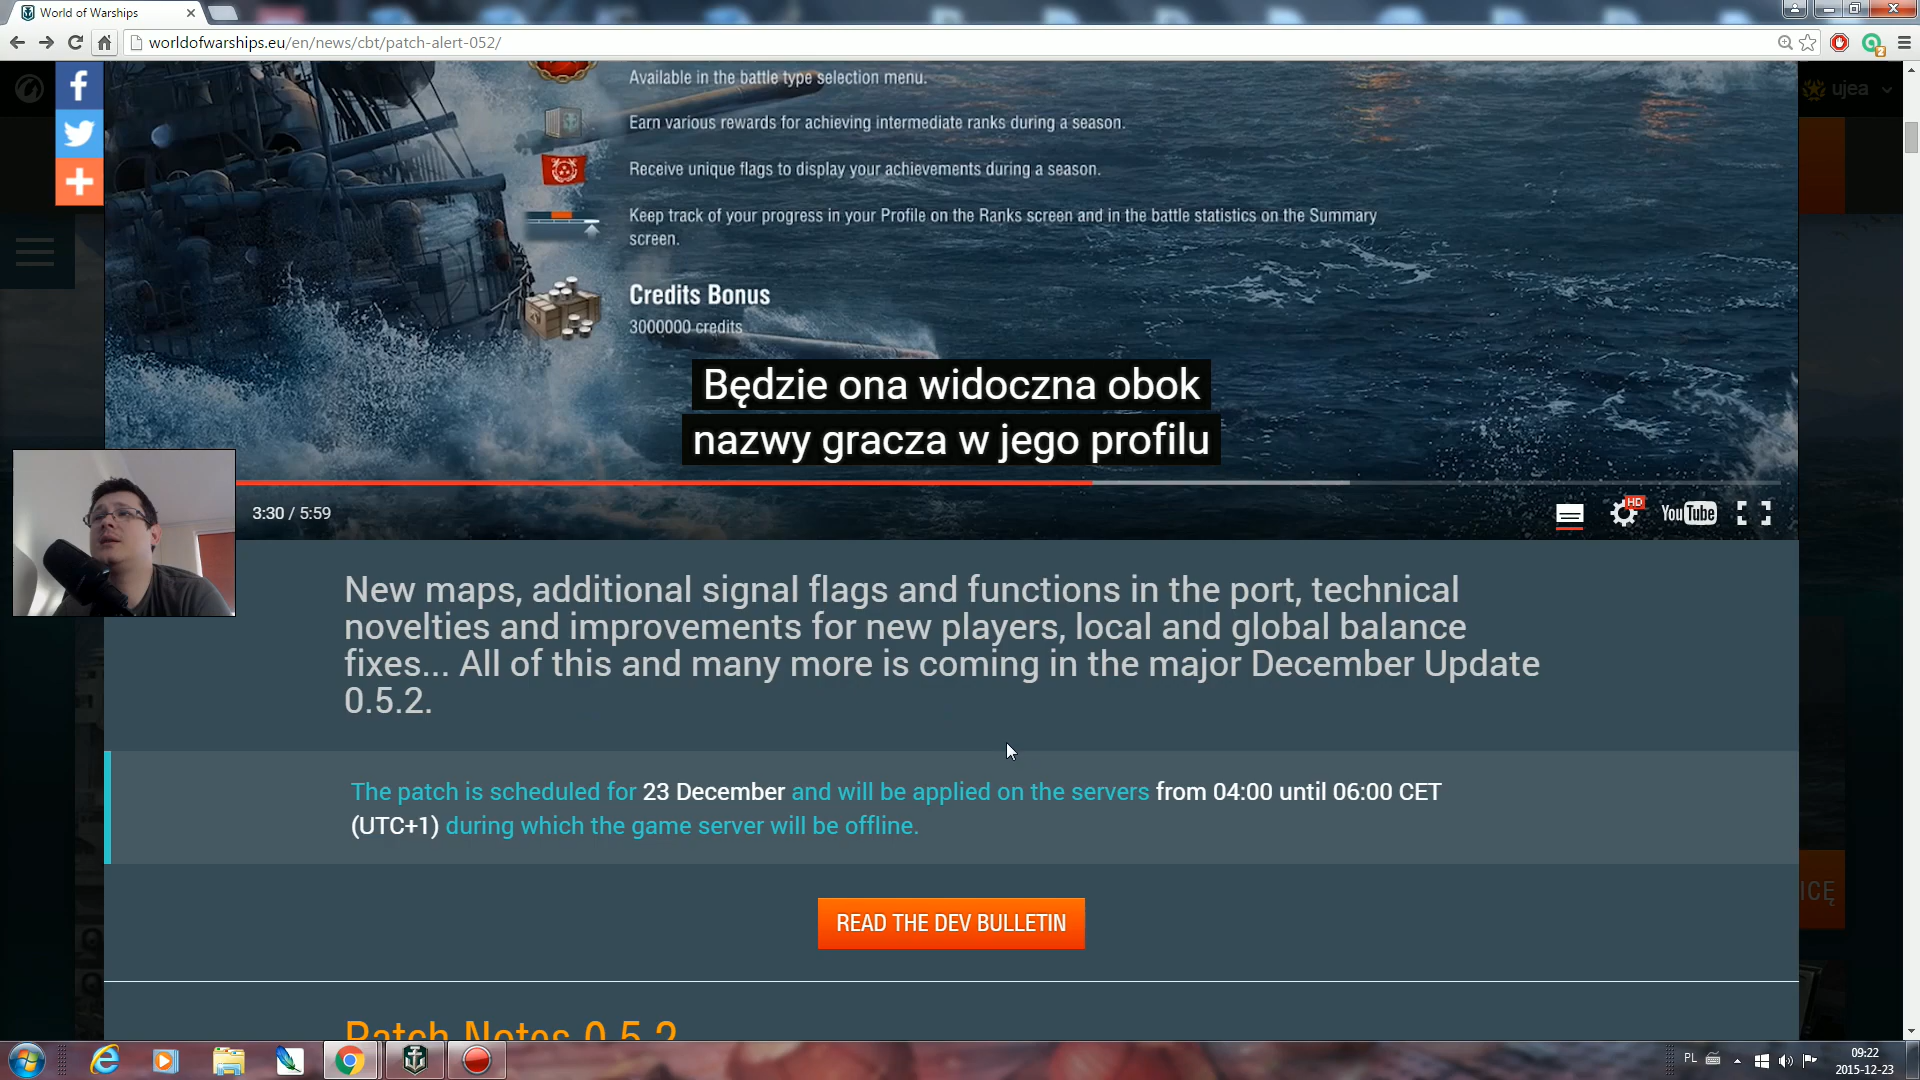 World of Warships
worldofwarships.eu/en/news/cbt/patch-alert-052/
2
ujea
Available in the battle type selection menu.
Earn various rewards for achieving intermediate ranks during a season.
Receive unique flags to display your achievements during a season.
Keep track of your progress in your Profile on the Ranks screen and in the battle statistics on the Summary
screen.
Credits Bonus
3000000 credits
Będzie ona widoczna obok
nazwy gracza w jego profilu
3:30 / 5:59
HD
YouTube
New maps, additional signal flags and functions in the port, technical
novelties and improvements for new players, local and global balance
fixes... All of this and many more is coming in the major December Update
0.5.2.
The patch is scheduled for 23 December and will be applied on the servers from 04:00 until 06:00 CET
(UTC+1) during which the game server will be offline.
ICĘ
READ THE DEV BULLETIN
Patch Notes 0.5.2
PL
09:22
2015-12-23